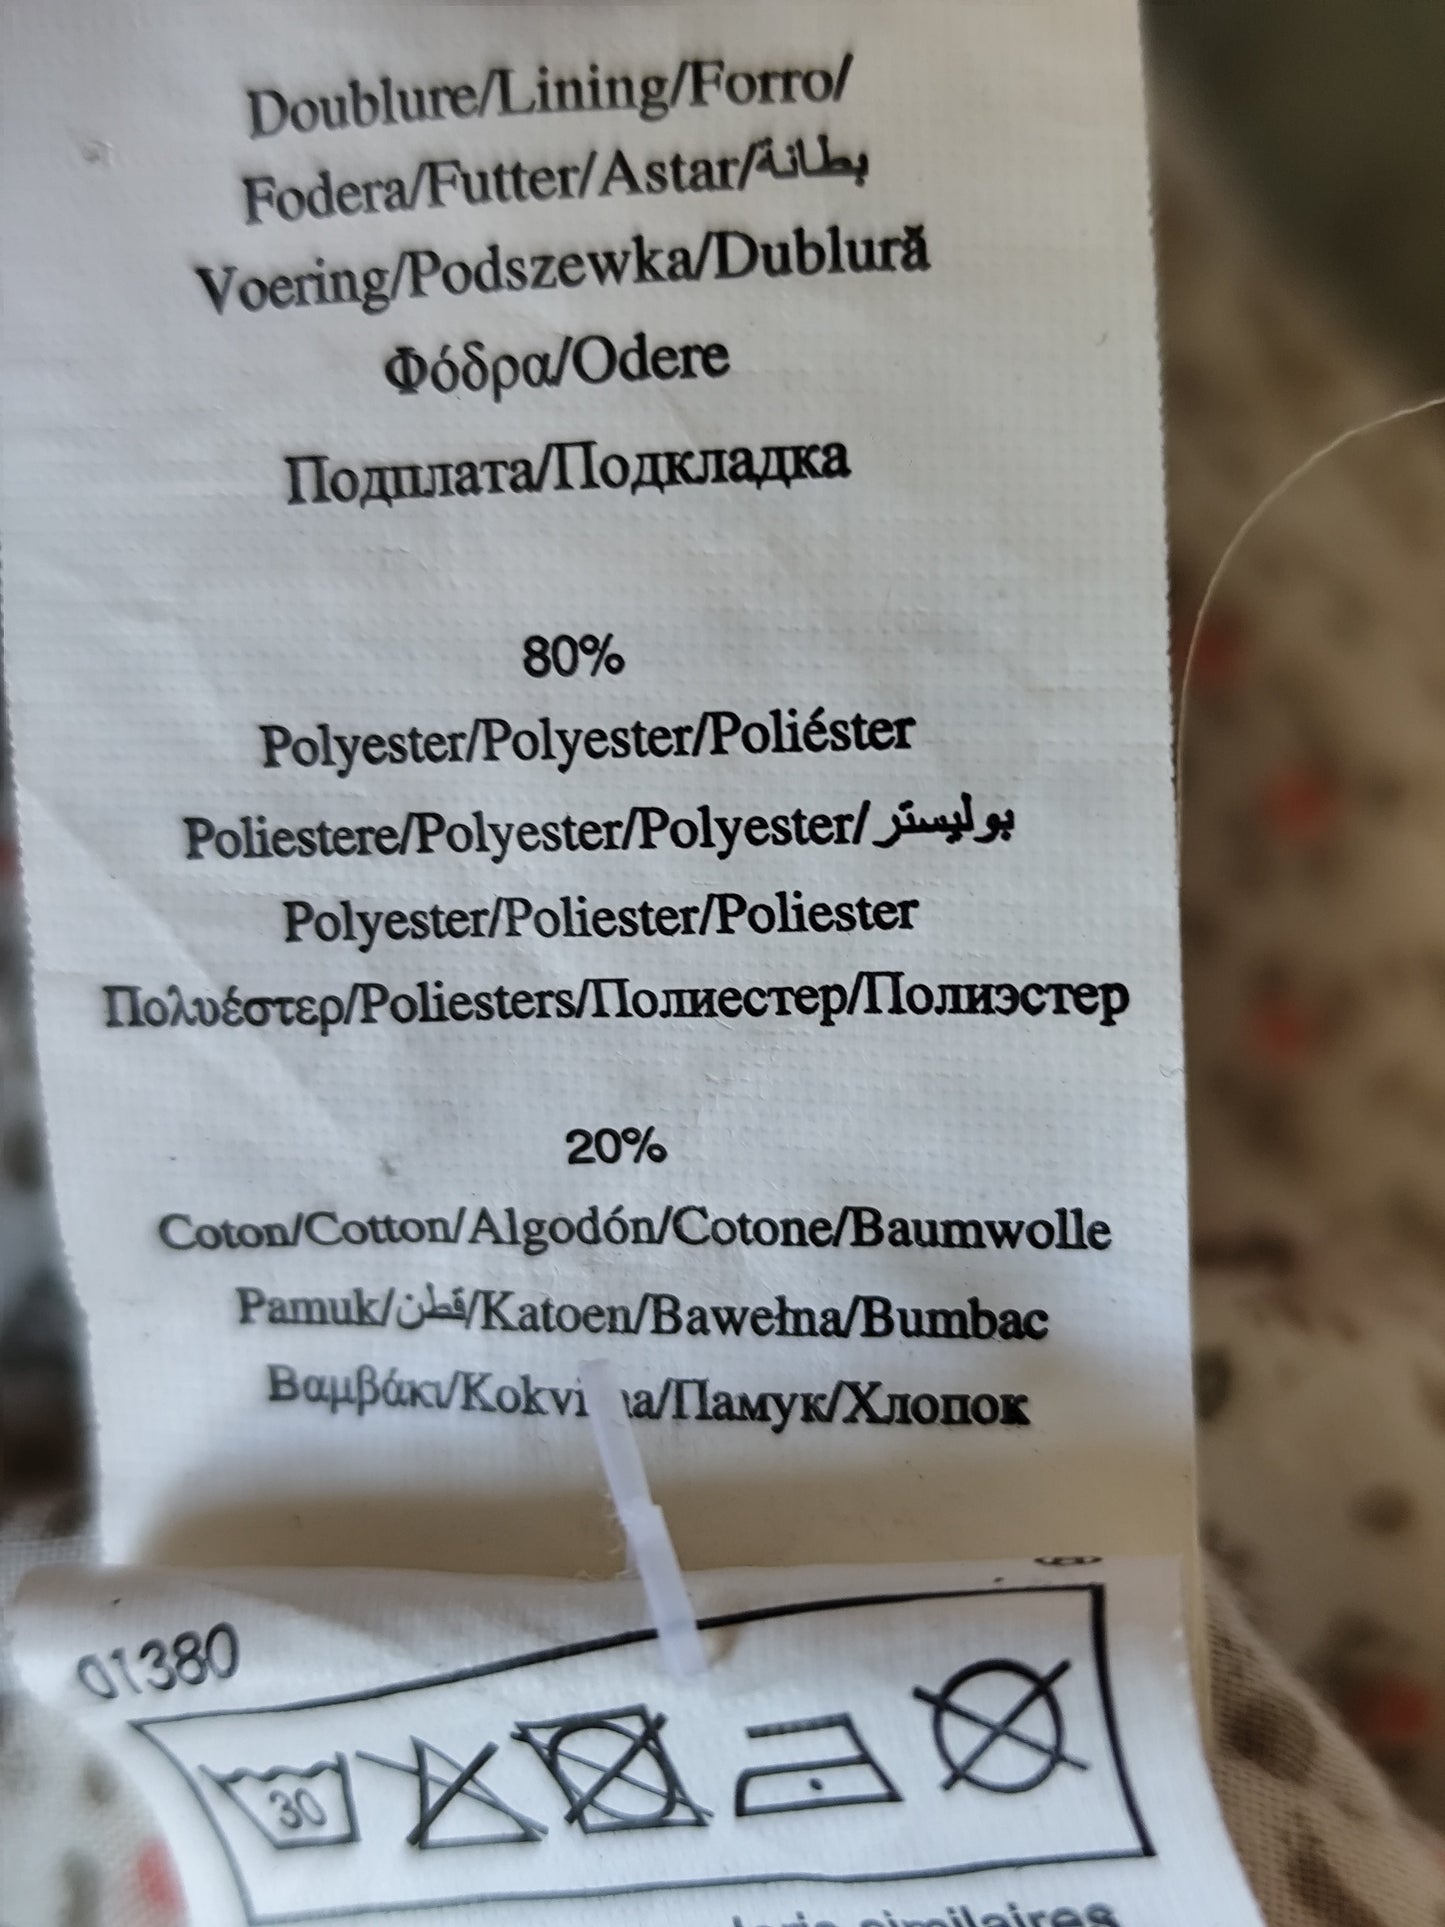 Doublure/Lining/Forro/
Fodera/Futter/Astar/بطانة
Voering/Podszewka/Dublură
Φόδρα/Odere
Подплата/Подкладка
80%
Polyester/Polyester/Poliéster
Poliestere/Polyester/Polyester/بوليستر
Polyester/Poliester/Poliester
Πολυέστερ/Poliesters/Полиестер/Полиэстер
20%
Coton/Cotton/Algodón/Cotone/Baumwolle
Pamuk/قطن/Katoen/Bawełna/Bumbac
Βαμβάκι/ /Памук/Хлопок
01380
30
similaires